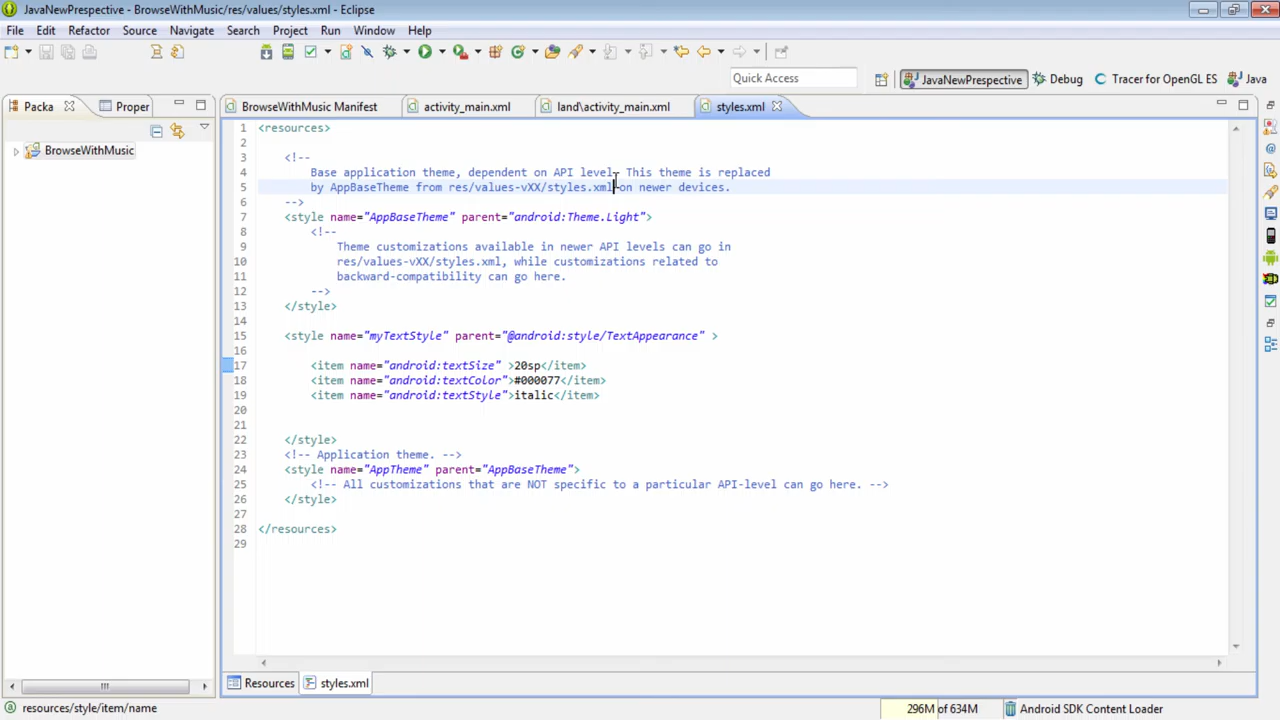 JavaNewPrespective - BrowseWithMusic/res/values/styles.xml - Eclipse
File Edit Refactor Source Navigate Search Project Run Window Help
Quick Access
JavaNewPrespective Debug Tracer for OpenGL ES Java
Packa Proper
BrowseWithMusic Manifest activity_main.xml land\activity_main.xml styles.xml
BrowseWithMusic
1 <resources>
2
3 <!--
4 Base application theme, dependent on API level. This theme is replaced
5 by AppBaseTheme from res/values-vXX/styles.xml on newer devices.
6 -->
7 <style name="AppBaseTheme" parent="android:Theme.Light">
8 <!--
9 Theme customizations available in newer API levels can go in
10 res/values-vXX/styles.xml, while customizations related to
11 backward-compatibility can go here.
12 -->
13 </style>
14
15 <style name="myTextStyle" parent="@android:style/TextAppearance" >
16
17 <item name="android:textSize" >20sp</item>
18 <item name="android:textColor">#000077</item>
19 <item name="android:textStyle">italic</item>
20
21
22 </style>
23 <!-- Application theme. -->
24 <style name="AppTheme" parent="AppBaseTheme">
25 <!-- All customizations that are NOT specific to a particular API-level can go here. -->
26 </style>
27
28 </resources>
29
Resources styles.xml
resources/style/item/name
296M of 634M
Android SDK Content Loader